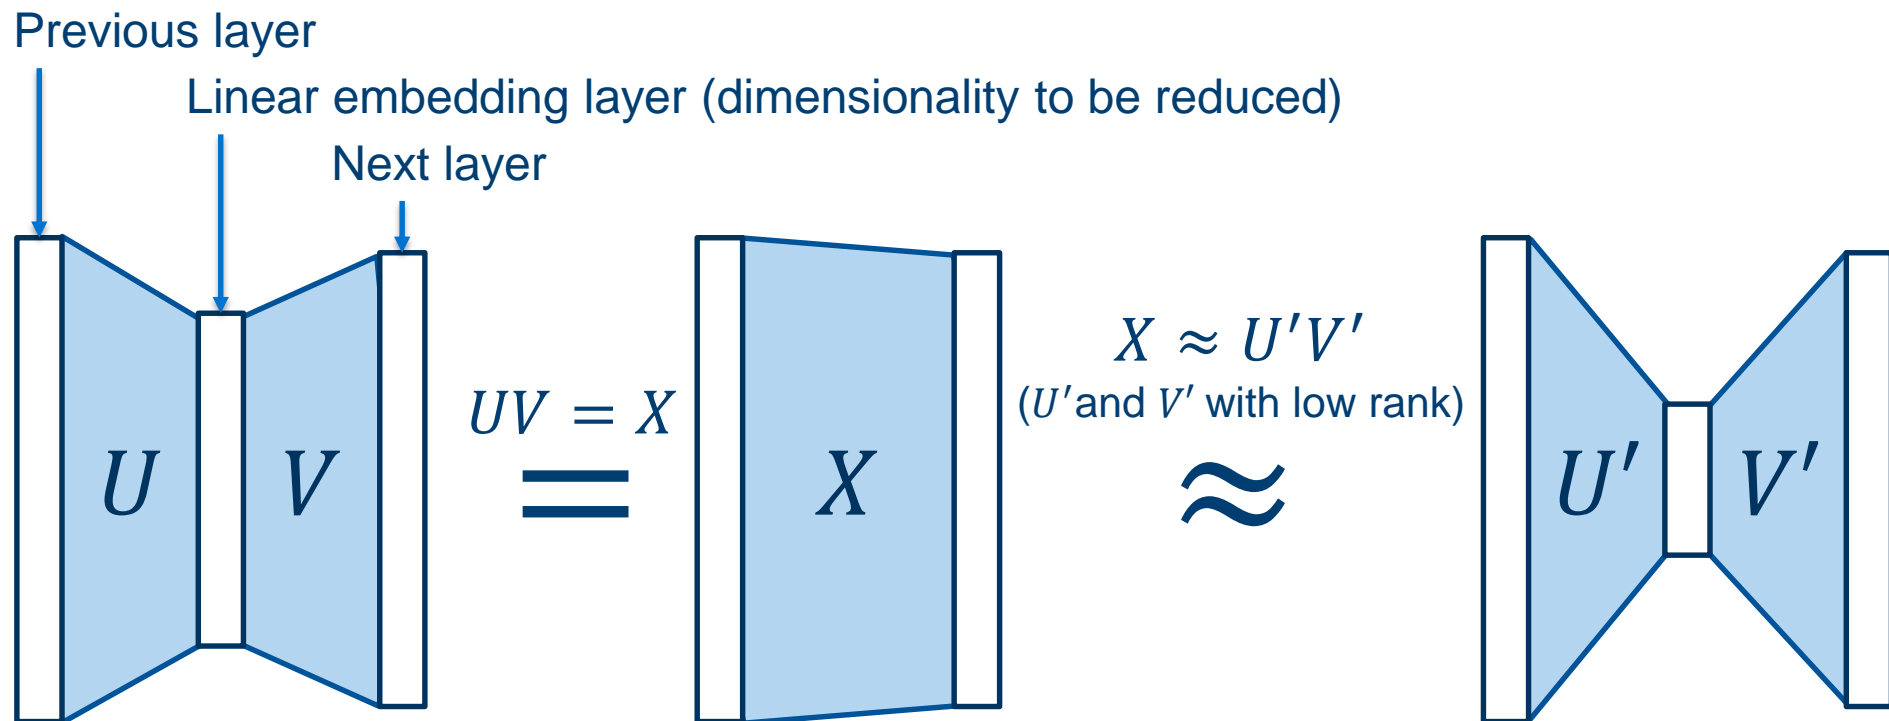 Previous layer
Linear embedding layer (dimensionality to be reduced)
Next layer
U
V
UV = X
=
X
X ≈ U′V′
(U′and V′ with low rank)
≈
U′
V′